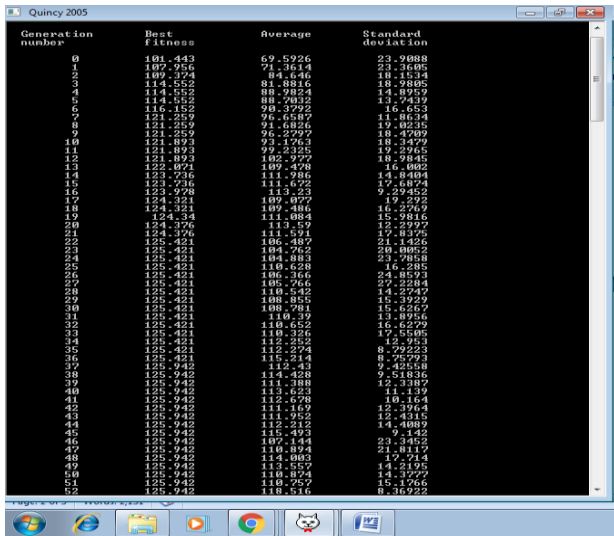 Quincy 2005
Generation Best Average Standard
number fitness deviation
0 101.443 69.5926 23.9088
1 107.956 71.3614 23.3605
2 109.374 84.646 18.1534
3 114.552 81.8816 18.9805
4 114.552 88.9824 14.8959
5 114.552 88.7032 13.7439
6 116.152 90.3792 16.653
7 121.259 96.6587 11.8634
8 121.259 91.6826 19.0235
9 121.259 96.2797 18.4709
10 121.893 93.1763 18.3479
11 121.893 99.2325 19.2965
12 121.893 102.977 18.9845
13 122.071 109.478 16.002
14 123.736 111.986 14.8404
15 123.736 111.672 17.6874
16 123.978 113.23 9.29452
17 124.321 109.077 19.292
18 124.321 109.486 16.2769
19 124.34 111.084 15.9816
20 124.376 113.59 12.2997
21 124.376 111.591 17.8375
22 125.421 106.487 21.1426
23 125.421 104.762 20.0052
24 125.421 104.883 23.7858
25 125.421 110.628 16.285
26 125.421 106.366 24.8593
27 125.421 105.766 27.2284
28 125.421 110.542 14.2747
29 125.421 108.855 15.3929
30 125.421 108.781 15.6267
31 125.421 110.39 13.8956
32 125.421 110.652 16.6279
33 125.421 110.326 17.5505
34 125.421 112.252 12.953
35 125.421 112.274 8.79223
36 125.421 115.214 8.75793
37 125.942 112.43 9.42558
38 125.942 114.428 9.51836
39 125.942 111.388 12.3387
40 125.942 113.623 11.139
41 125.942 112.678 10.164
42 125.942 111.169 12.3964
43 125.942 111.952 12.4315
44 125.942 112.212 14.4089
45 125.942 115.493 9.142
46 125.942 107.144 23.3452
47 125.942 110.894 21.8117
48 125.942 114.003 17.714
49 125.942 113.557 14.2195
50 125.942 110.874 14.3777
51 125.942 110.757 15.1766
52 125.942 118.516 8.36922